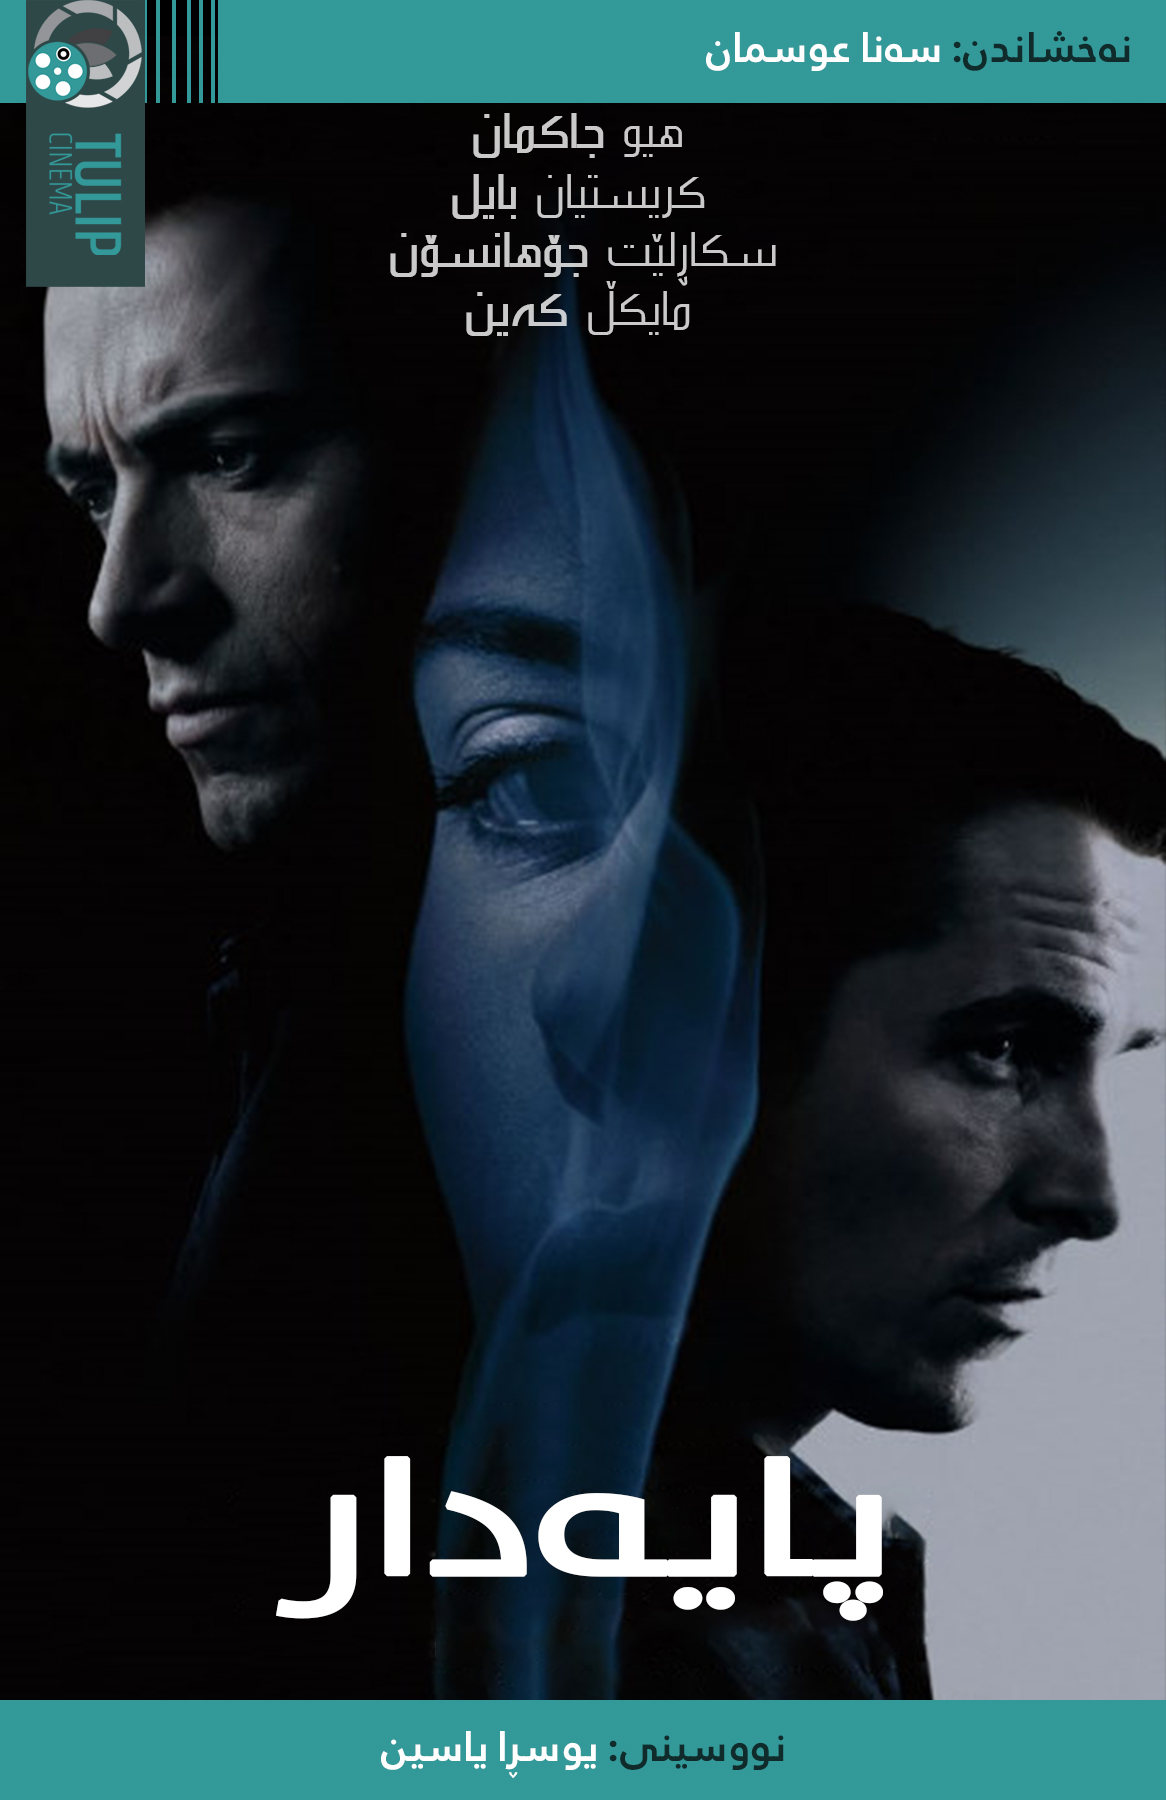 نەخشاندن: سەنا عوسمان
TULIP
CINEMA
هیو جاکمان
کریستیان بایل
سکارلێت جۆهانسۆن
مایکڵ کەین
پایەدار
نووسینی: یوسڕا یاسین